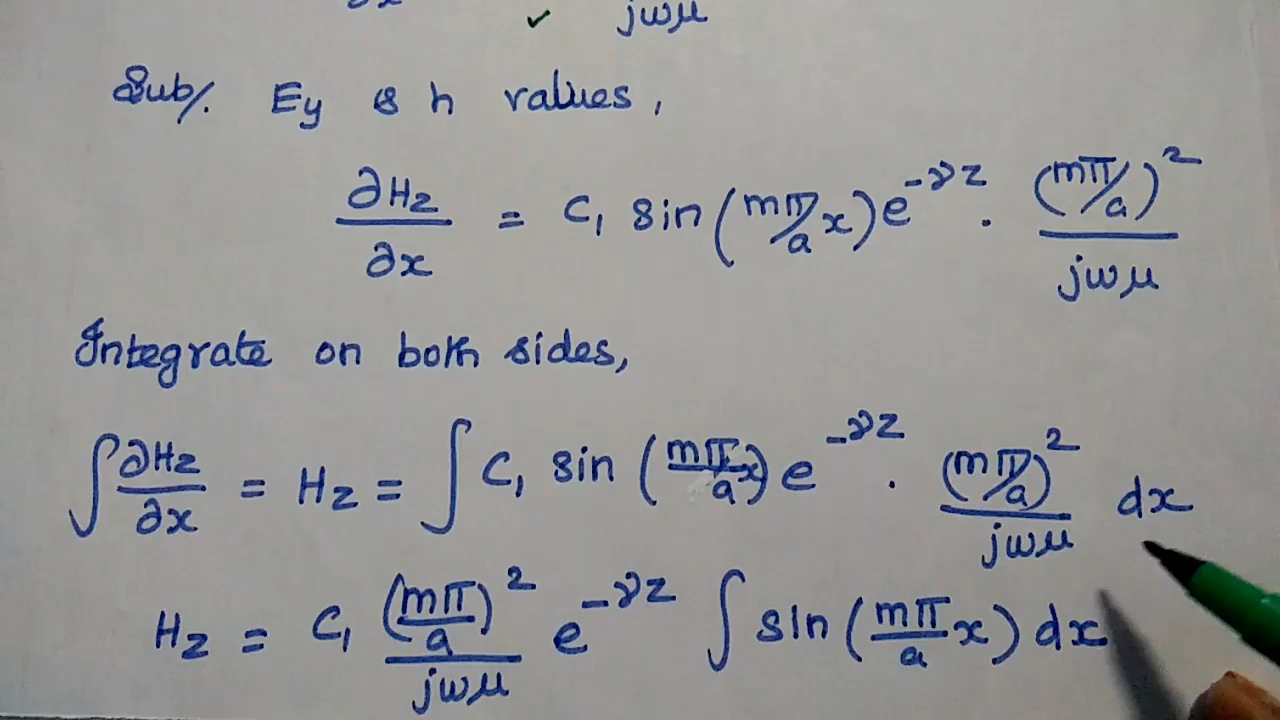 ∂x ✓ jωμ
Sub/. Ey & h values,
∂Hz/∂x = C₁ sin(mπ/a x) e^(-γz) · (mπ/a)²/jωμ
Integrate on both sides,
∫ ∂Hz/∂x = Hz = ∫ C₁ sin(mπ/a x) e^(-γz) · (mπ/a)²/jωμ dx
Hz = C₁ (mπ/a)²/jωμ e^(-γz) ∫ sin(mπ/a x) dx